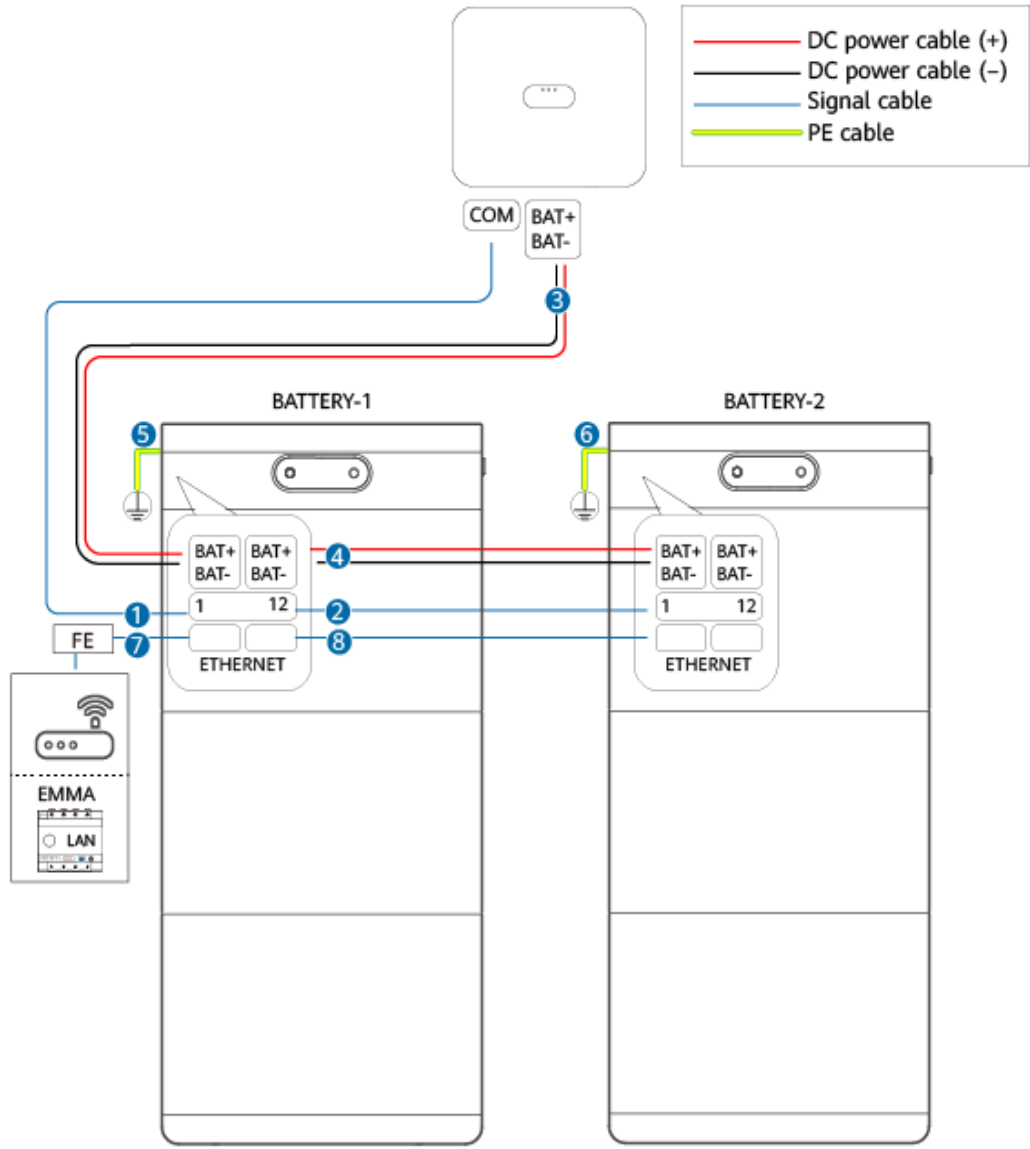 DC power cable (+)
DC power cable (−)
Signal cable
PE cable
COM
BAT+
BAT-
3
BATTERY-1
BATTERY-2
5
6
BAT+ BAT+
BAT- BAT-
4
BAT+ BAT+
BAT- BAT-
1
1 12
2
1 12
FE
7
8
ETHERNET
ETHERNET
EMMA
LAN